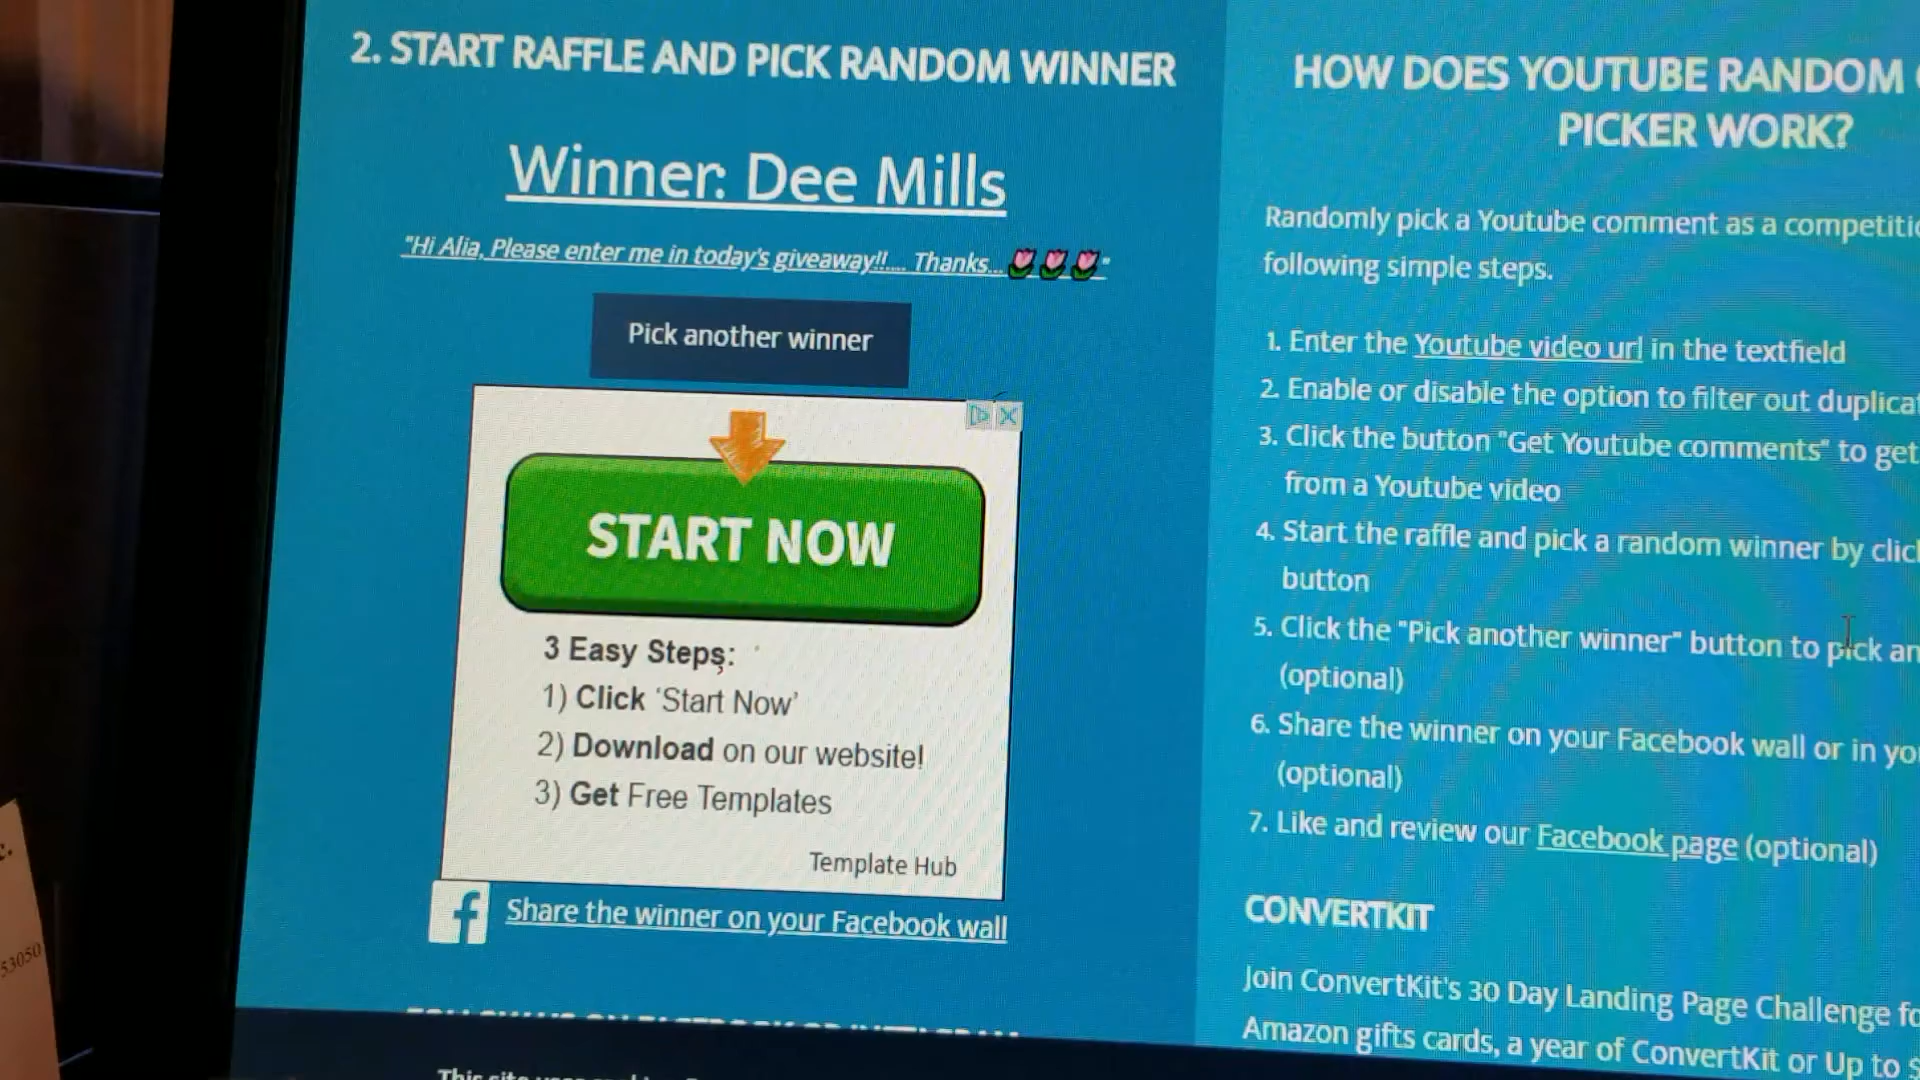 2. START RAFFLE AND PICK RANDOM WINNER
Winner: Dee Mills
"Hi Alia, Please enter me in today's giveaway!!.... Thanks...🌷🌷🌷"
Pick another winner
START NOW
3 Easy Steps:
1) Click 'Start Now'
2) Download on our website!
3) Get Free Templates
Template Hub
Share the winner on your Facebook wall
HOW DOES YOUTUBE RANDOM
PICKER WORK?
Randomly pick a Youtube comment as a
following simple steps.
1. Enter the Youtube video url in the textfield
2. Enable or disable the option to filter out
3. Click the button "Get Youtube comments" to get
from a Youtube video
4. Start the raffle and pick a random winner by
button
5. Click the "Pick another winner" button to pick
(optional)
6. Share the winner on your Facebook wall or in
(optional)
7. Like and review our Facebook page (optional)
CONVERTKIT
Join ConvertKit's 30 Day Landing Page Challenge
Amazon gifts cards, a year of ConvertKit or Up to
53050